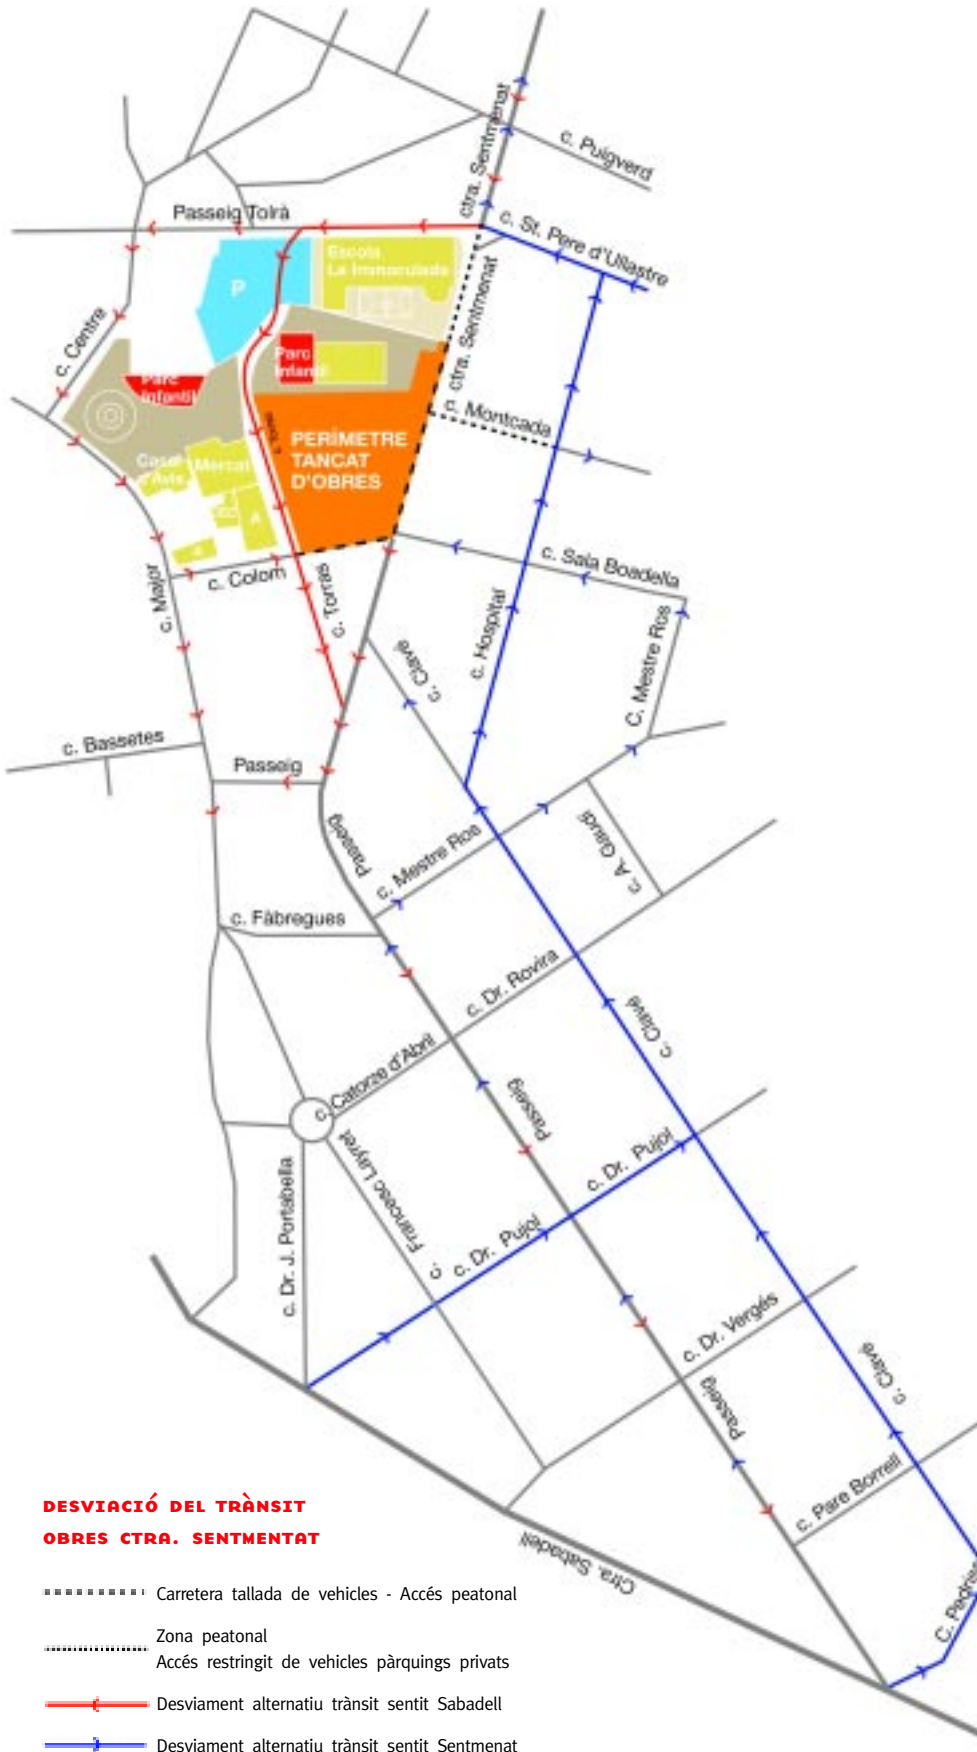 c. Puigverd
ctra. Sentmenat
Passeig Tolrà
c. St. Pere d'Ullastre
Escola
La Immaculada
P
ctra. Sentmenat
c. Centre
Parc
Infantil
Parc
Infantil
c. Montcada
PERÍMETRE
TANCAT
D'OBRES
c. Torras
Casal
d'Avis
Mercat
A
c. Sala Boadella
c. Colom
c. Torras
c. Major
c. Hospital
C. Mestre Ros
c. Clavé
c. Bassetes
Passeig
Passeig
c. Mestre Ros
c. A. Gaudí
c. Fàbregues
c. Dr. Rovira
c. Clavé
c. Catorze d'Abril
Passeig
c. Francesc Layret
c. Dr. Pujol
c. Dr. J. Portabella
c. Dr. Pujol
c. Dr. Vergés
c. Clavé
Passeig
c. Pare Borrell
Ctra. Sabadell
C. Pedrissos
DESVIACIÓ DEL TRÀNSIT
OBRES CTRA. SENTMENTAT
Carretera tallada de vehicles - Accés peatonal
Zona peatonal
Accés restringit de vehicles pàrquings privats
Desviament alternatiu trànsit sentit Sabadell
Desviament alternatiu trànsit sentit Sentmenat